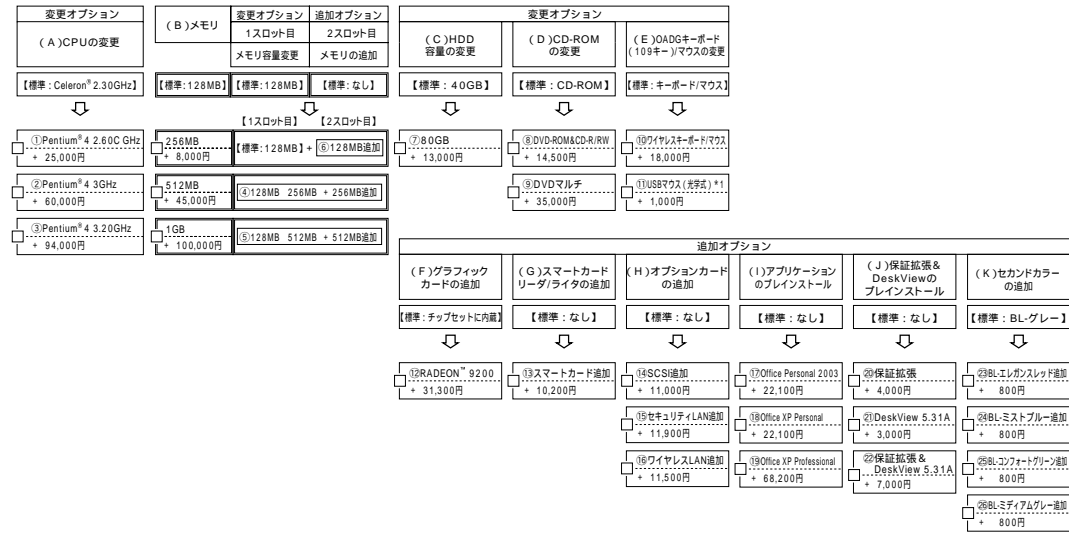 変更オプション
(A)CPUの変更
【標準：Celeron® 2.30GHz】
①Pentium® 4 2.60C GHz
+ 25,000円
②Pentium® 4 3GHz
+ 60,000円
③Pentium® 4 3.20GHz
+ 94,000円
(B)メモリ
変更オプション
追加オプション
1スロット目
2スロット目
メモリ容量変更
メモリの追加
【標準：128MB】
【標準：128MB】
【標準：なし】
【1スロット目】
【2スロット目】
256MB
+ 8,000円
【標準：128MB】+ ⑥128MB追加
512MB
+ 45,000円
④128MB 256MB + 256MB追加
1GB
+ 100,000円
⑤128MB 512MB + 512MB追加
変更オプション
(C)HDD
容量の変更
【標準：40GB】
⑦80GB
+ 13,000円
(D)CD-ROM
の変更
【標準：CD-ROM】
⑧DVD-ROM&CD-R/RW
+ 14,500円
⑨DVDマルチ
+ 35,000円
(E)OADGキーボード
(109キー)/マウスの変更
【標準：キーボード/マウス】
⑩ワイヤレスキーボード/マウス
+ 18,000円
⑪USBマウス(光学式)*1
+ 1,000円
追加オプション
(F)グラフィック
カードの追加
【標準：チップセットに内蔵】
⑫RADEON™ 9200
+ 31,300円
(G)スマートカード
リーダ/ライタの追加
【標準：なし】
⑬スマートカード追加
+ 10,200円
(H)オプションカード
の追加
【標準：なし】
⑭SCSI追加
+ 11,000円
⑮セキュリティLAN追加
+ 11,900円
⑯ワイヤレスLAN追加
+ 11,500円
(I)アプリケーション
のプレインストール
【標準：なし】
⑰Office Personal 2003
+ 22,100円
⑱Office XP Personal
+ 22,100円
⑲Office XP Professional
+ 68,200円
(J)保証拡張&
DeskViewの
プレインストール
【標準：なし】
⑳保証拡張
+ 4,000円
㉑DeskView 5.31A
+ 3,000円
㉒保証拡張&
DeskView 5.31A
+ 7,000円
(K)セカンドカラー
の追加
【標準：BL-グレー】
㉓BL-エレガンスレッド追加
+ 800円
㉔BL-ミストブルー追加
+ 800円
㉕BL-コンフォートグリーン追加
+ 800円
㉖BL-ミディアムグレー追加
+ 800円